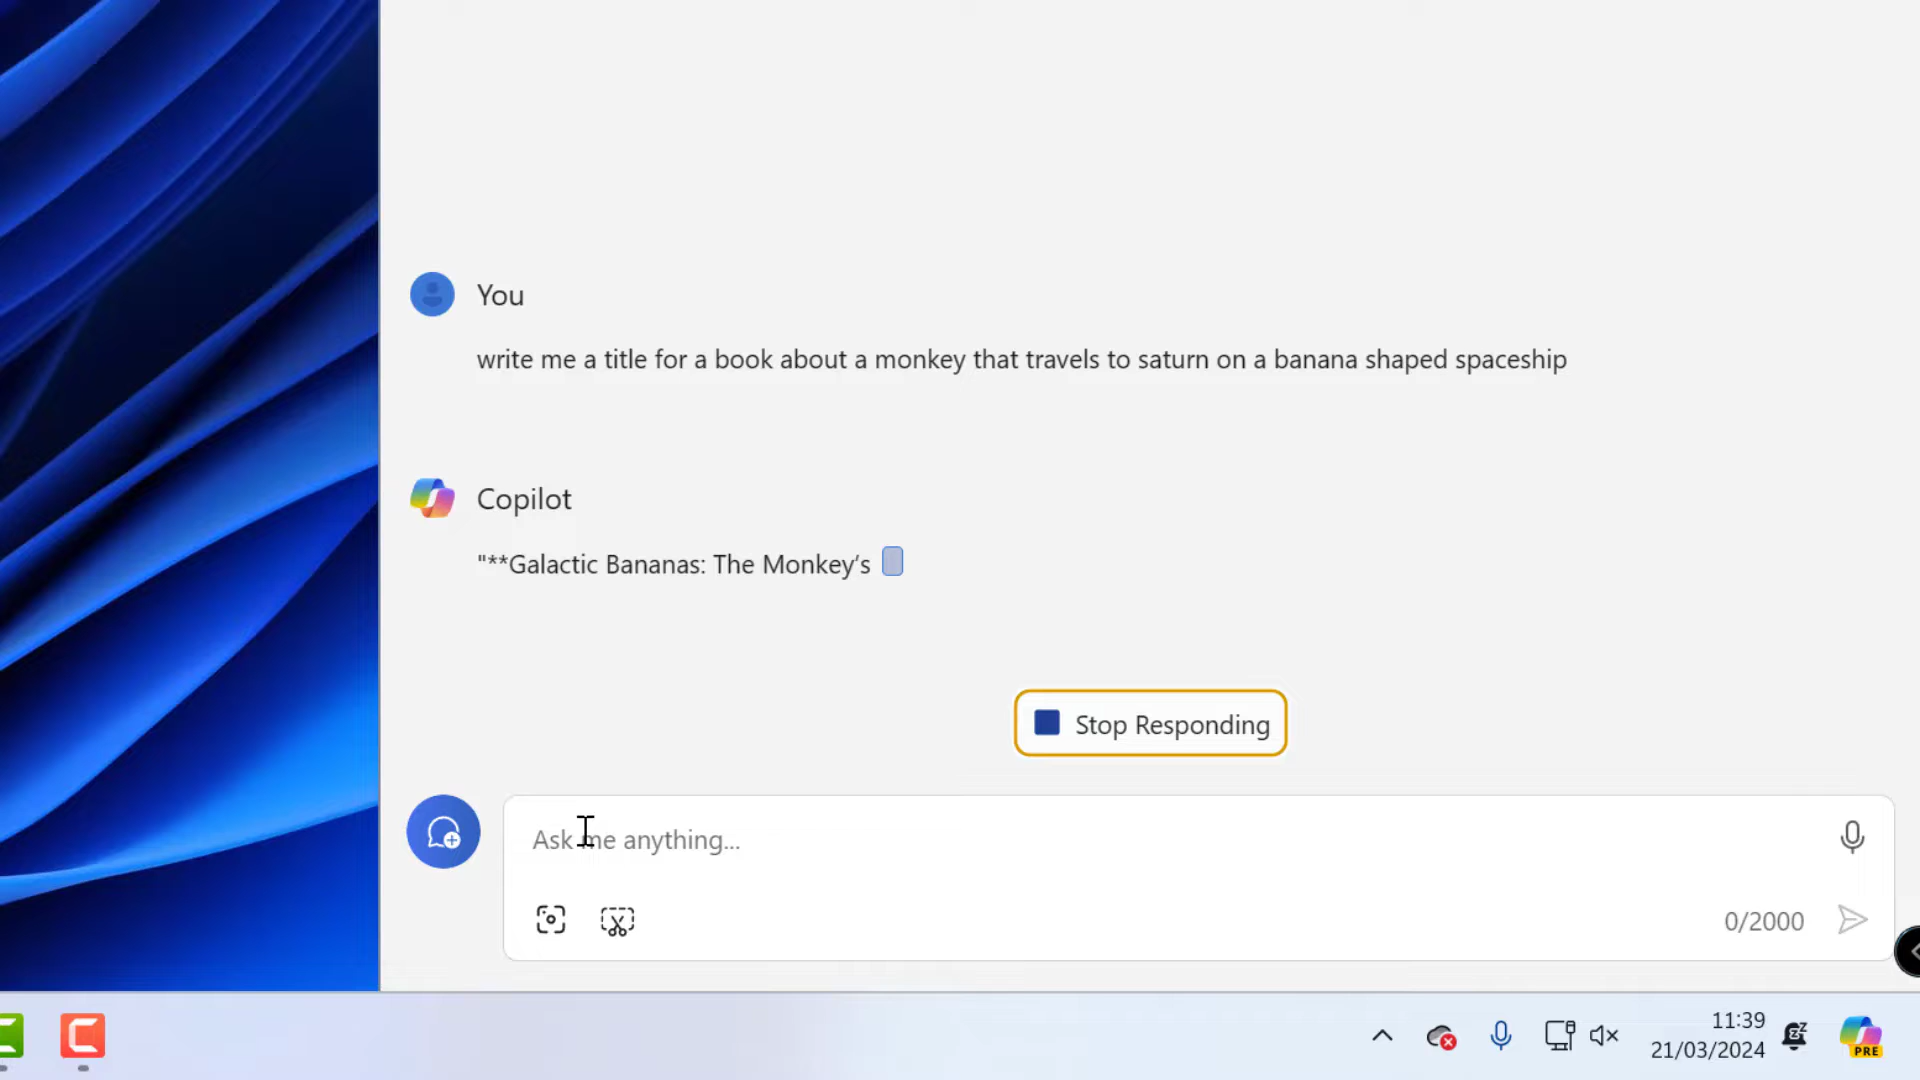 You
write me a title for a book about a monkey that travels to saturn on a banana shaped spaceship
Copilot
"**Galactic Bananas: The Monkey’s
Stop Responding
Ask me anything...
0/2000
11:39
21/03/2024
PRE